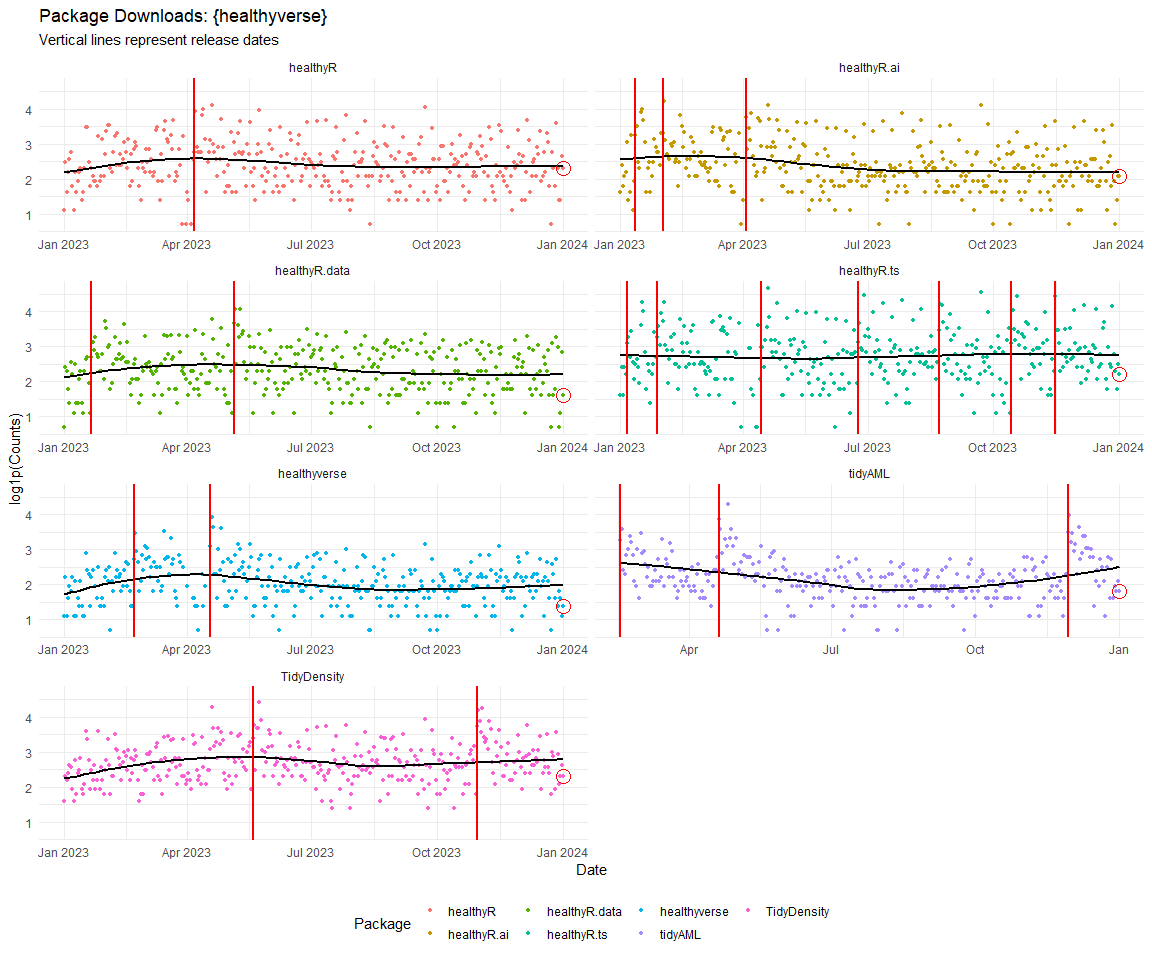 Package Downloads: {healthyverse}
Vertical lines represent release dates
healthyR
healthyR.ai
4
3
2
1
Jan 2023 Apr 2023 Jul 2023 Oct 2023 Jan 2024
Jan 2023 Apr 2023 Jul 2023 Oct 2023 Jan 2024
healthyR.data
healthyR.ts
4
3
2
1
Jan 2023 Apr 2023 Jul 2023 Oct 2023 Jan 2024
Jan 2023 Apr 2023 Jul 2023 Oct 2023 Jan 2024
log1p(Counts)
healthyverse
tidyAML
4
3
2
1
Jan 2023 Apr 2023 Jul 2023 Oct 2023 Jan 2024
Apr Jul Oct Jan
TidyDensity
4
3
2
1
Jan 2023 Apr 2023 Jul 2023 Oct 2023 Jan 2024
Date
Package
healthyR healthyR.data healthyverse TidyDensity
healthyR.ai healthyR.ts tidyAML